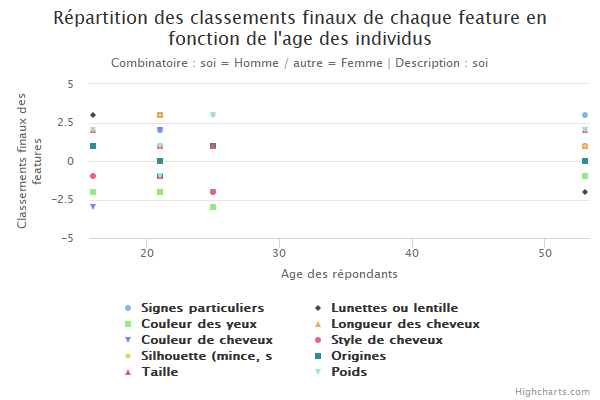 Répartition des classements finaux de chaque feature en
fonction de l'age des individus
Combinatoire : soi = Homme / autre = Femme | Description : soi
Classements finaux des
features
5
2.5
0
−2.5
−5
20
30
40
50
Age des répondants
Signes particuliers
Lunettes ou lentille
Couleur des yeux
Longueur des cheveux
Couleur de cheveux
Style de cheveux
Silhouette (mince, s
Origines
Taille
Poids
Highcharts.com